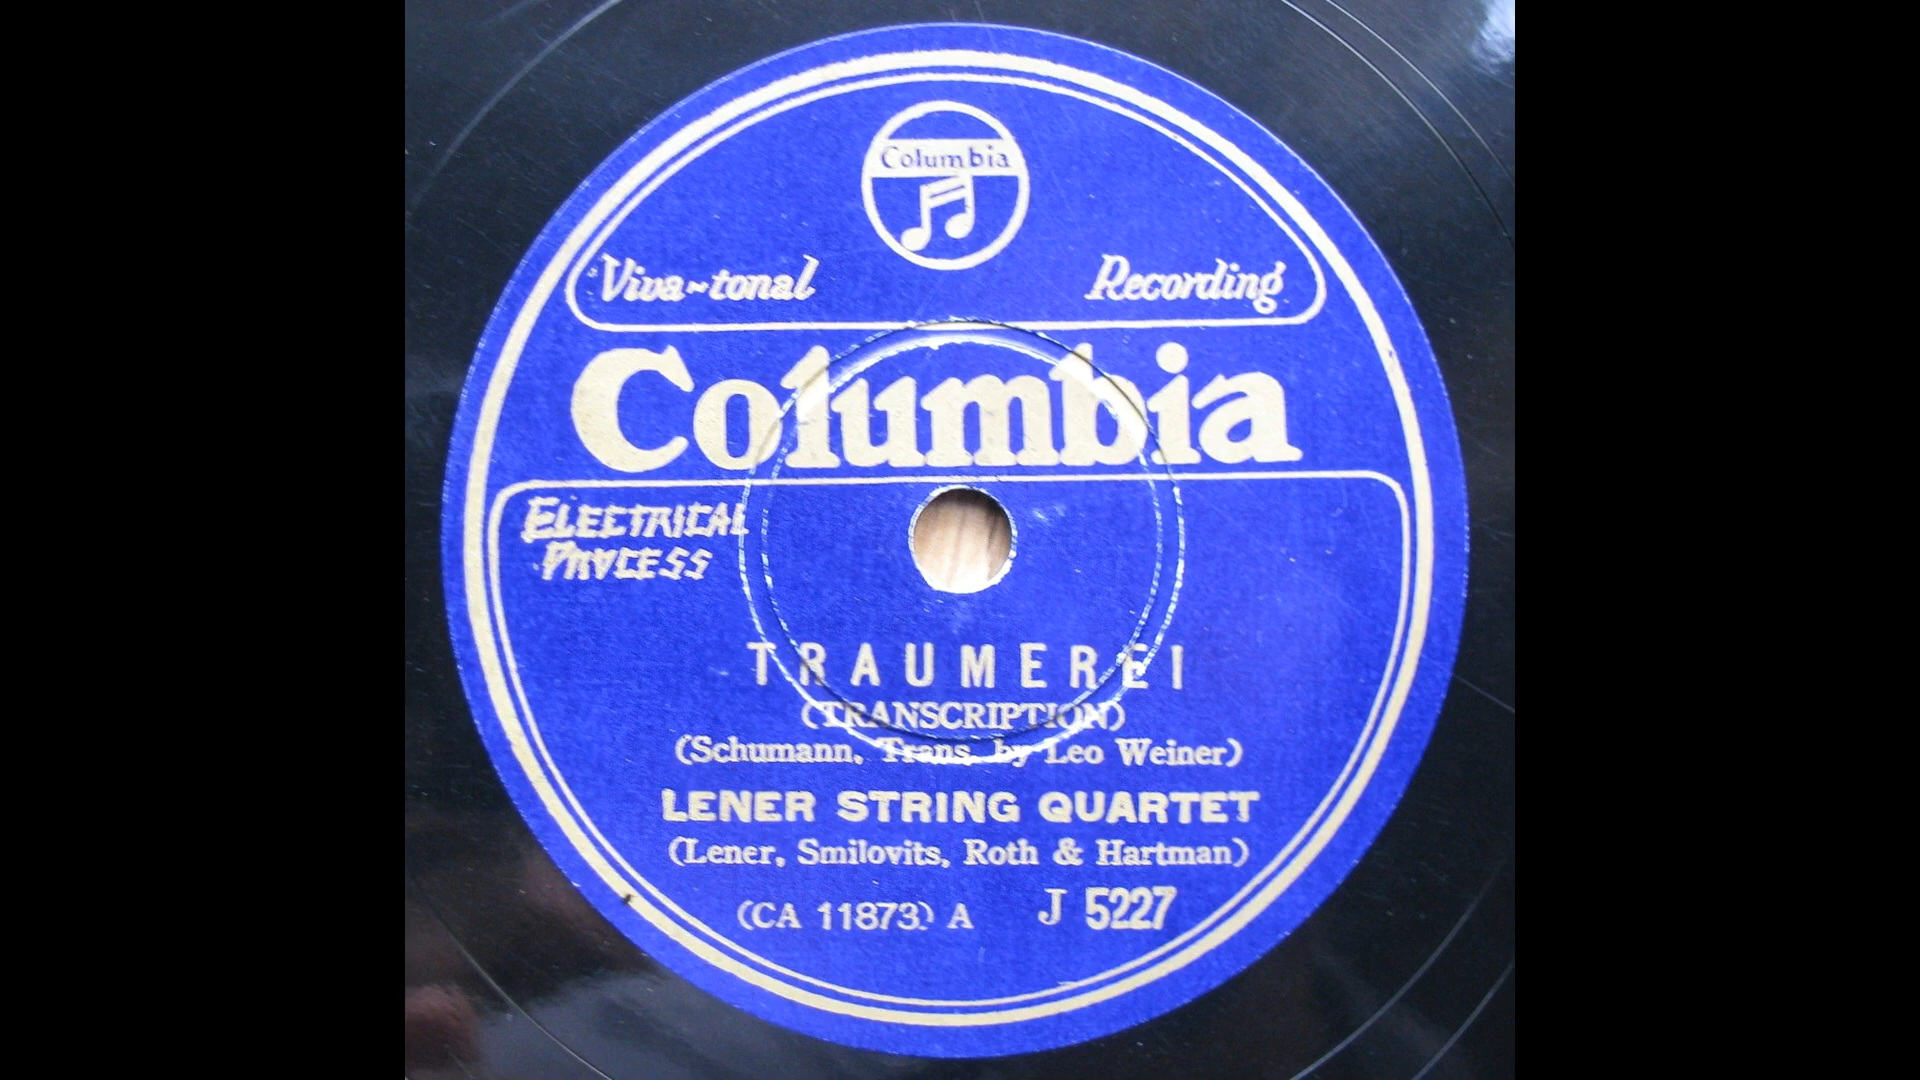 Columbia
Viva-tonal Recording
Columbia
ELECTRICAL
PROCESS
TRAUMEREI
(TRANSCRIPTION)
(Schumann, Trans. by Leo Weiner)
LENER STRING QUARTET
(Lener, Smilovits, Roth & Hartman)
(CA 11873) A J 5227